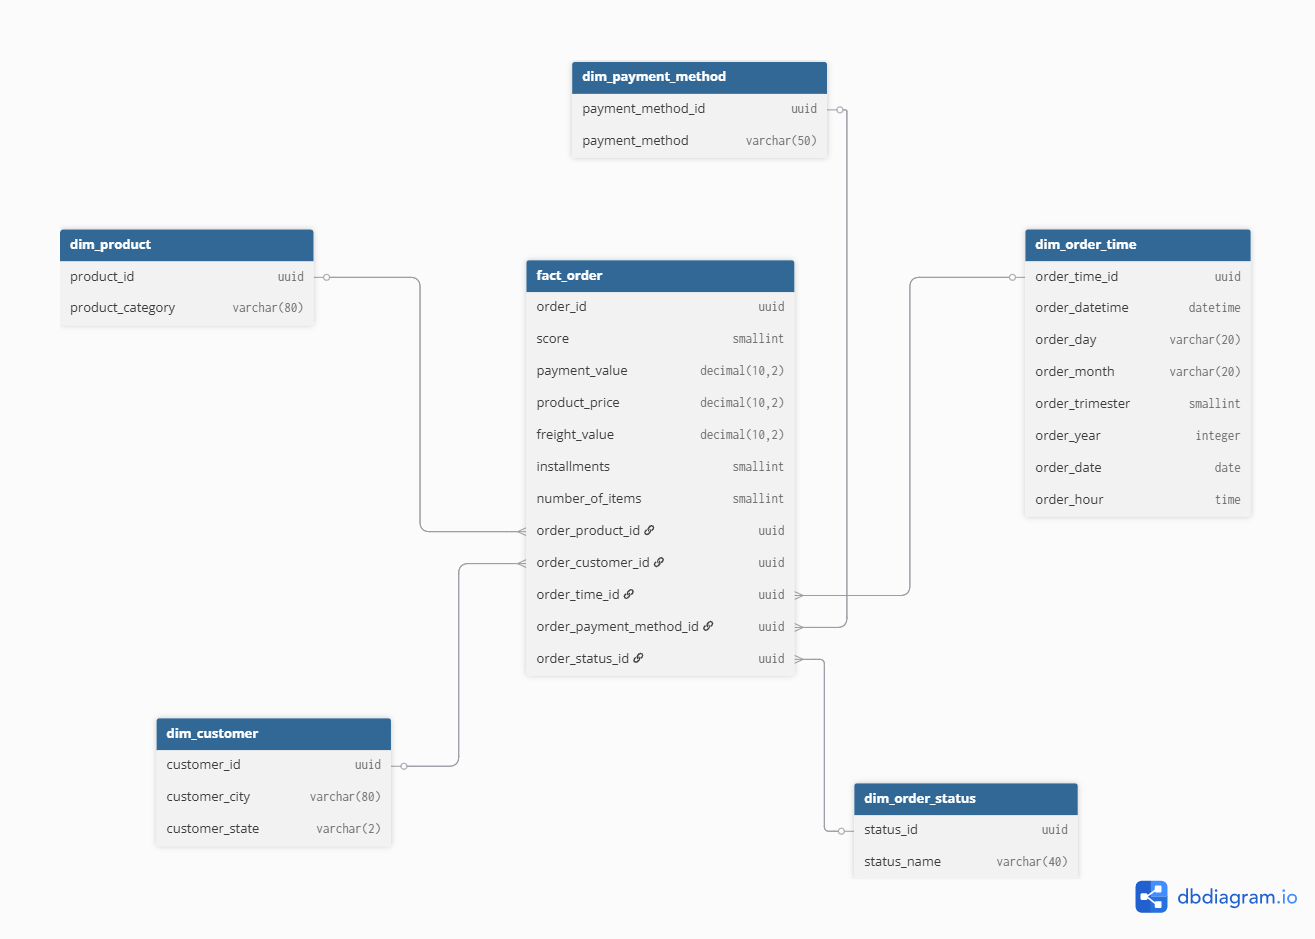 dim_payment_method
payment_method_id uuid
payment_method varchar(50)
dim_product
product_id uuid
product_category varchar(80)
fact_order
order_id uuid
score smallint
payment_value decimal(10,2)
product_price decimal(10,2)
freight_value decimal(10,2)
installments smallint
number_of_items smallint
order_product_id uuid
order_customer_id uuid
order_time_id uuid
order_payment_method_id uuid
order_status_id uuid
dim_order_time
order_time_id uuid
order_datetime datetime
order_day varchar(20)
order_month varchar(20)
order_trimester smallint
order_year integer
order_date date
order_hour time
dim_customer
customer_id uuid
customer_city varchar(80)
customer_state varchar(2)
dim_order_status
status_id uuid
status_name varchar(40)
dbdiagram.io